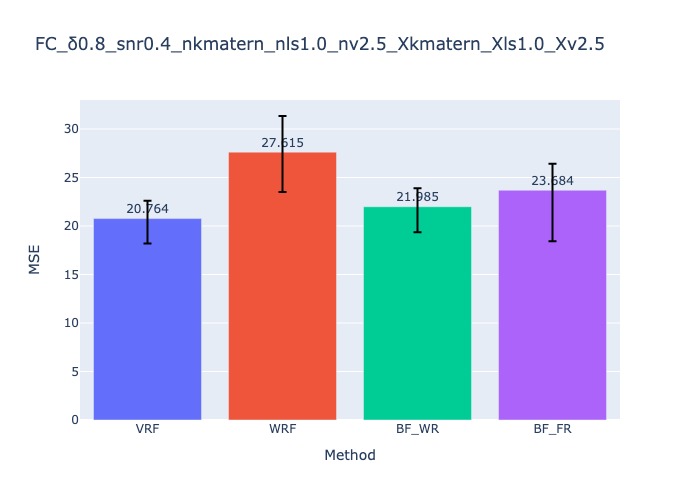 FC_δ0.8_snr0.4_nkmatern_nls1.0_nv2.5_Xkmatern_Xls1.0_Xv2.5
30
25
20
15
10
5
0
MSE
20.764
27.615
21.985
23.684
VRF
WRF
BF_WR
BF_FR
Method